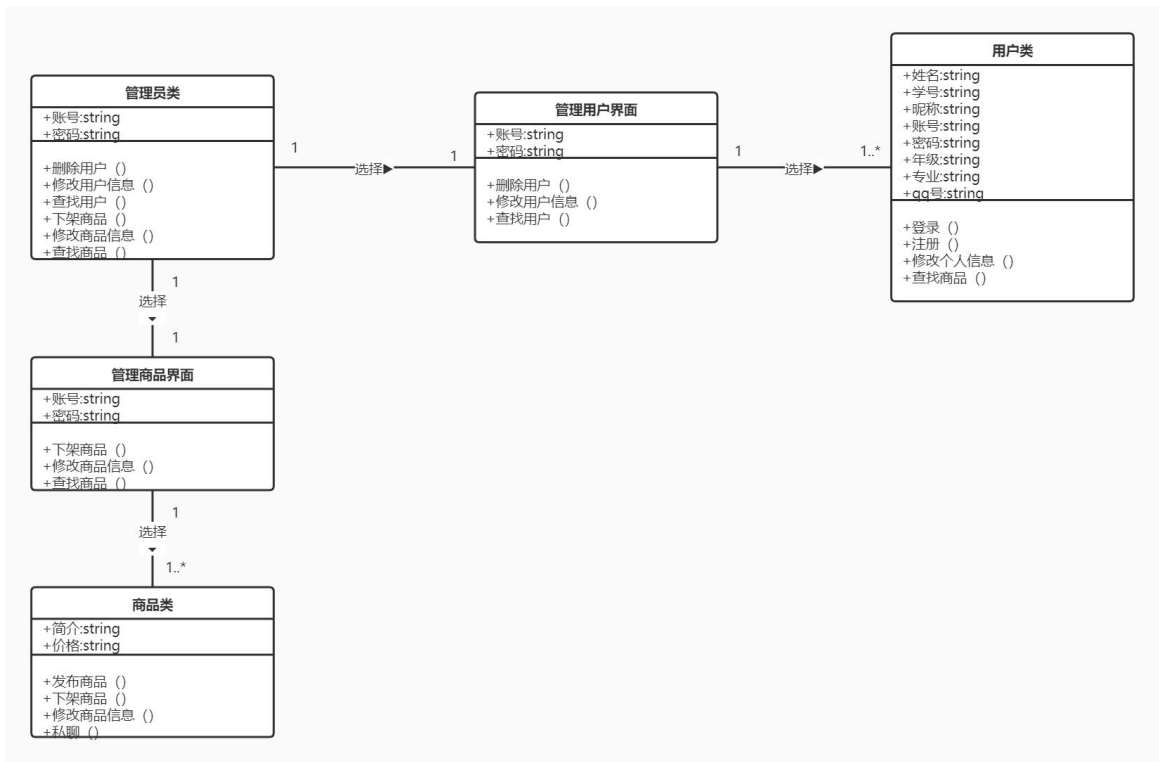 管理员类
+账号:string
+密码:string
+删除用户（）
+修改用户信息（）
+查找用户（）
+下架商品（）
+修改商品信息（）
+查找商品（）
1
选择▶
1
管理用户界面
+账号:string
+密码:string
+删除用户（）
+修改用户信息（）
+查找用户（）
1
选择▶
1..*
用户类
+姓名:string
+学号:string
+昵称:string
+账号:string
+密码:string
+年级:string
+专业:string
+qq号:string
+登录（）
+注册（）
+修改个人信息（）
+查找商品（）
1
选择
▼
1
管理商品界面
+账号:string
+密码:string
+下架商品（）
+修改商品信息（）
+查找商品（）
1
选择
▼
1..*
商品类
+简介:string
+价格:string
+发布商品（）
+下架商品（）
+修改商品信息（）
+私聊（）